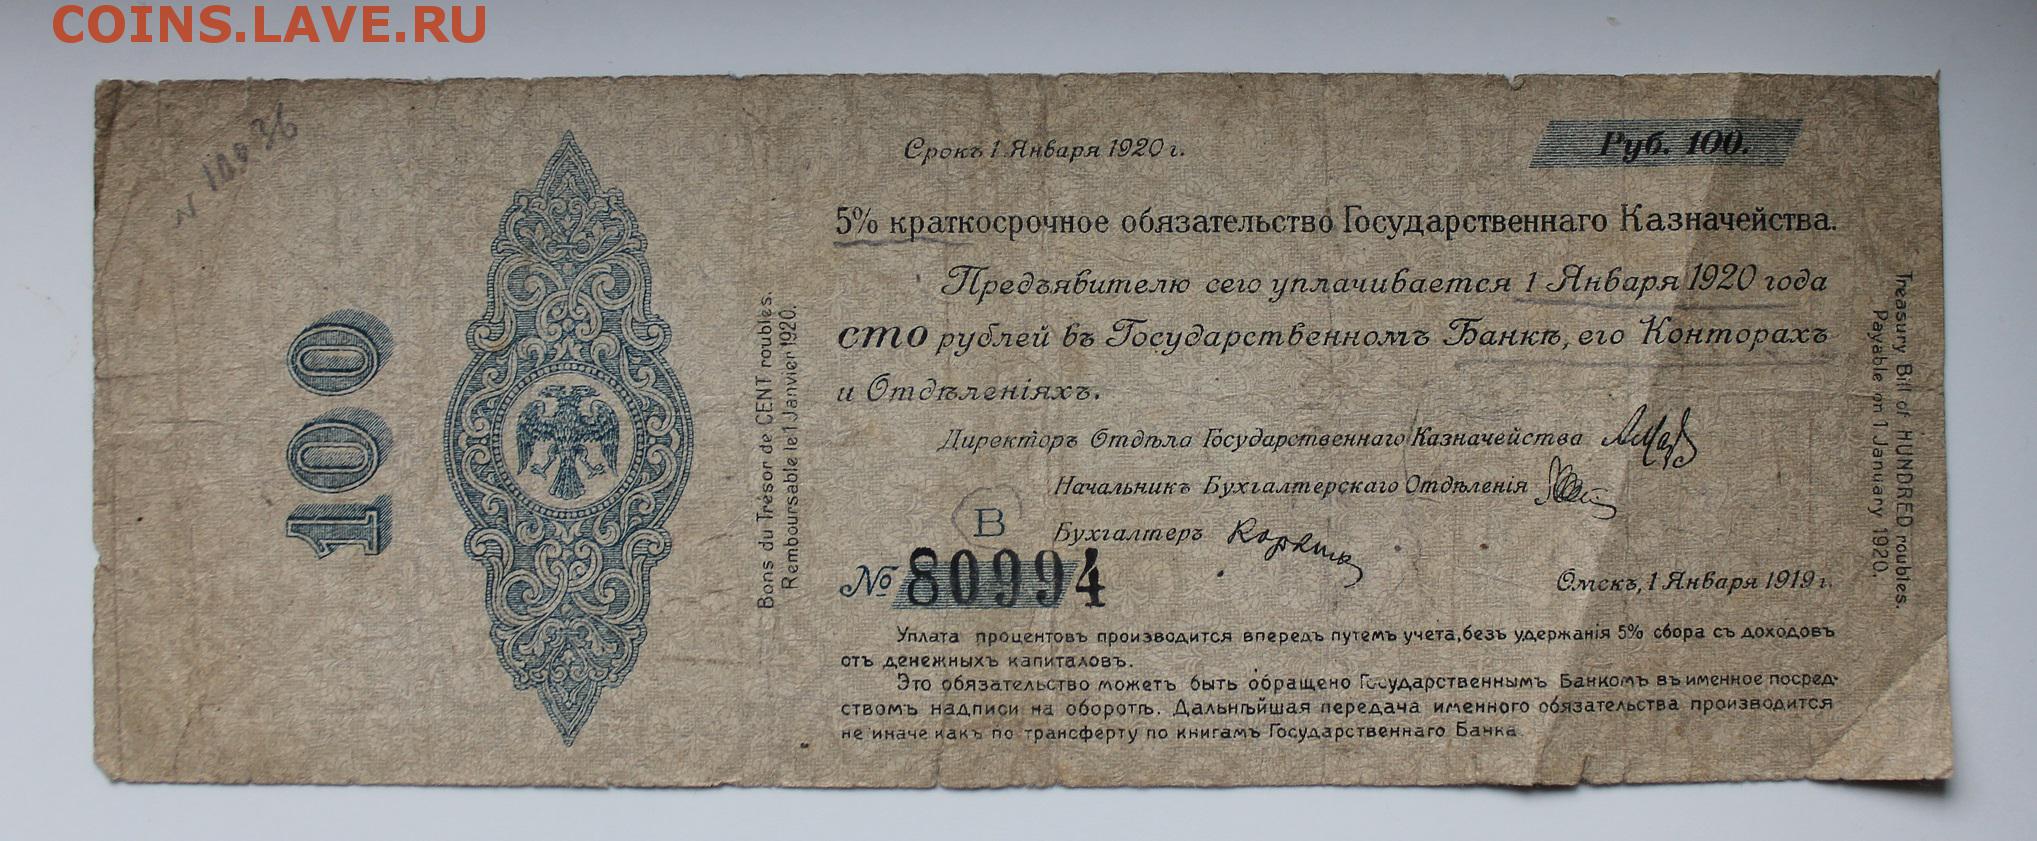 COINS.LAVE.RU
100
Bons du Trésor de CENT roubles.
Remboursable le 1 Janvier 1920.
Срокъ 1 Января 1920 г.
Руб. 100.
5% краткосрочное обязательство Государственнаго Казначейства.
Предъявителю сего уплачивается 1 Января 1920 года
сто рублей въ Государственномъ Банкѣ, его Конторахъ
и Отдѣленіяхъ.
Директоръ Отдѣла Государственнаго Казначейства
Начальникъ Бухгалтерскаго Отдѣленія
В
Бухгалтеръ
№ 80994
Омскъ, 1 Января 1919 г.
Уплата процентовъ производится впередъ путемъ учета, безъ удержанія 5% сбора съ доходовъ
отъ денежныхъ капиталовъ.
Это обязательство можетъ быть обращено Государственнымъ Банкомъ въ именное посред-
ствомъ надписи на оборотѣ. Дальнѣйшая передача именного обязательства производится
не иначе какъ по трансферту по книгамъ Государственнаго Банка.
Treasury Bill of HUNDRED roubles.
Payable on 1 January 1920.